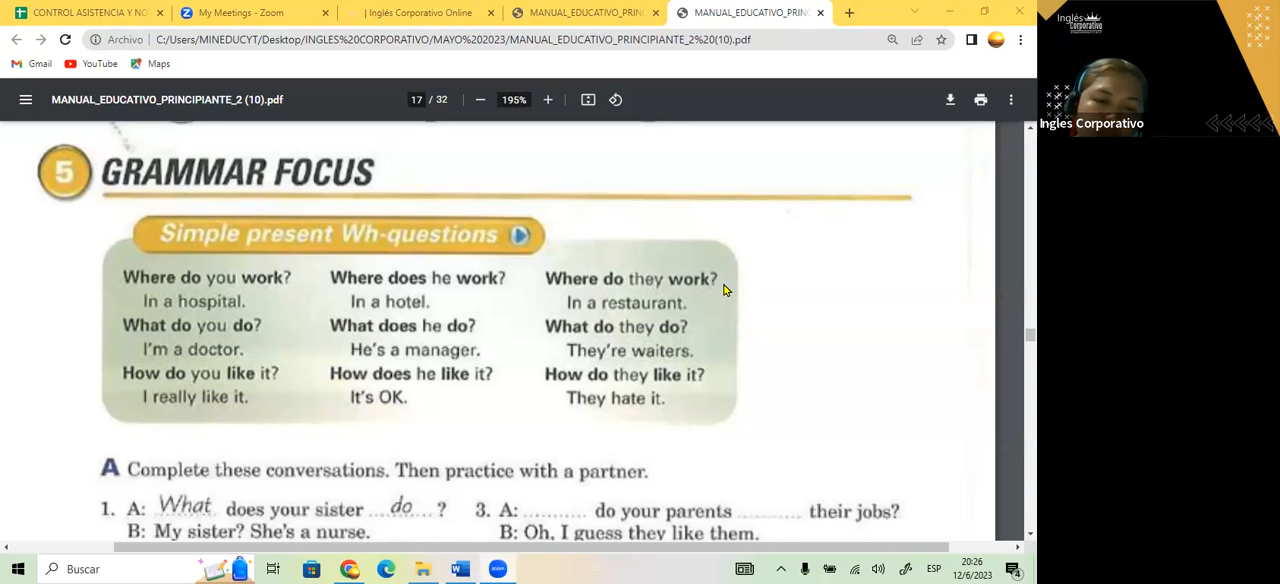 CONTROL ASISTENCIA Y NO
My Meetings - Zoom
| Inglés Corporativo Online
MANUAL_EDUCATIVO_PRIN
MANUAL_EDUCATIVO_PRINC
Archivo
C:/Users/MINEDUCYT/Desktop/INGLES%20CORPORATIVO/MAYO%202023/MANUAL_EDUCATIVO_PRINCIPIANTE_2%20(10).pdf
Gmail YouTube Maps
MANUAL_EDUCATIVO_PRINCIPIANTE_2 (10).pdf
17 / 32
195%
5 GRAMMAR FOCUS
Simple present Wh-questions
Where do you work? Where does he work? Where do they work?
In a hospital. In a hotel. In a restaurant.
What do you do? What does he do? What do they do?
I'm a doctor. He's a manager. They're waiters.
How do you like it? How does he like it? How do they like it?
I really like it. It's OK. They hate it.
A Complete these conversations. Then practice with a partner.
1. A: What does your sister do ? 3. A: .......... do your parents .......... their jobs?
B: My sister? She's a nurse. B: Oh, I guess they like them.
Buscar
ESP
20:26
12/6/2023
4
Inglés
Corporativo
Ingles Corporativo